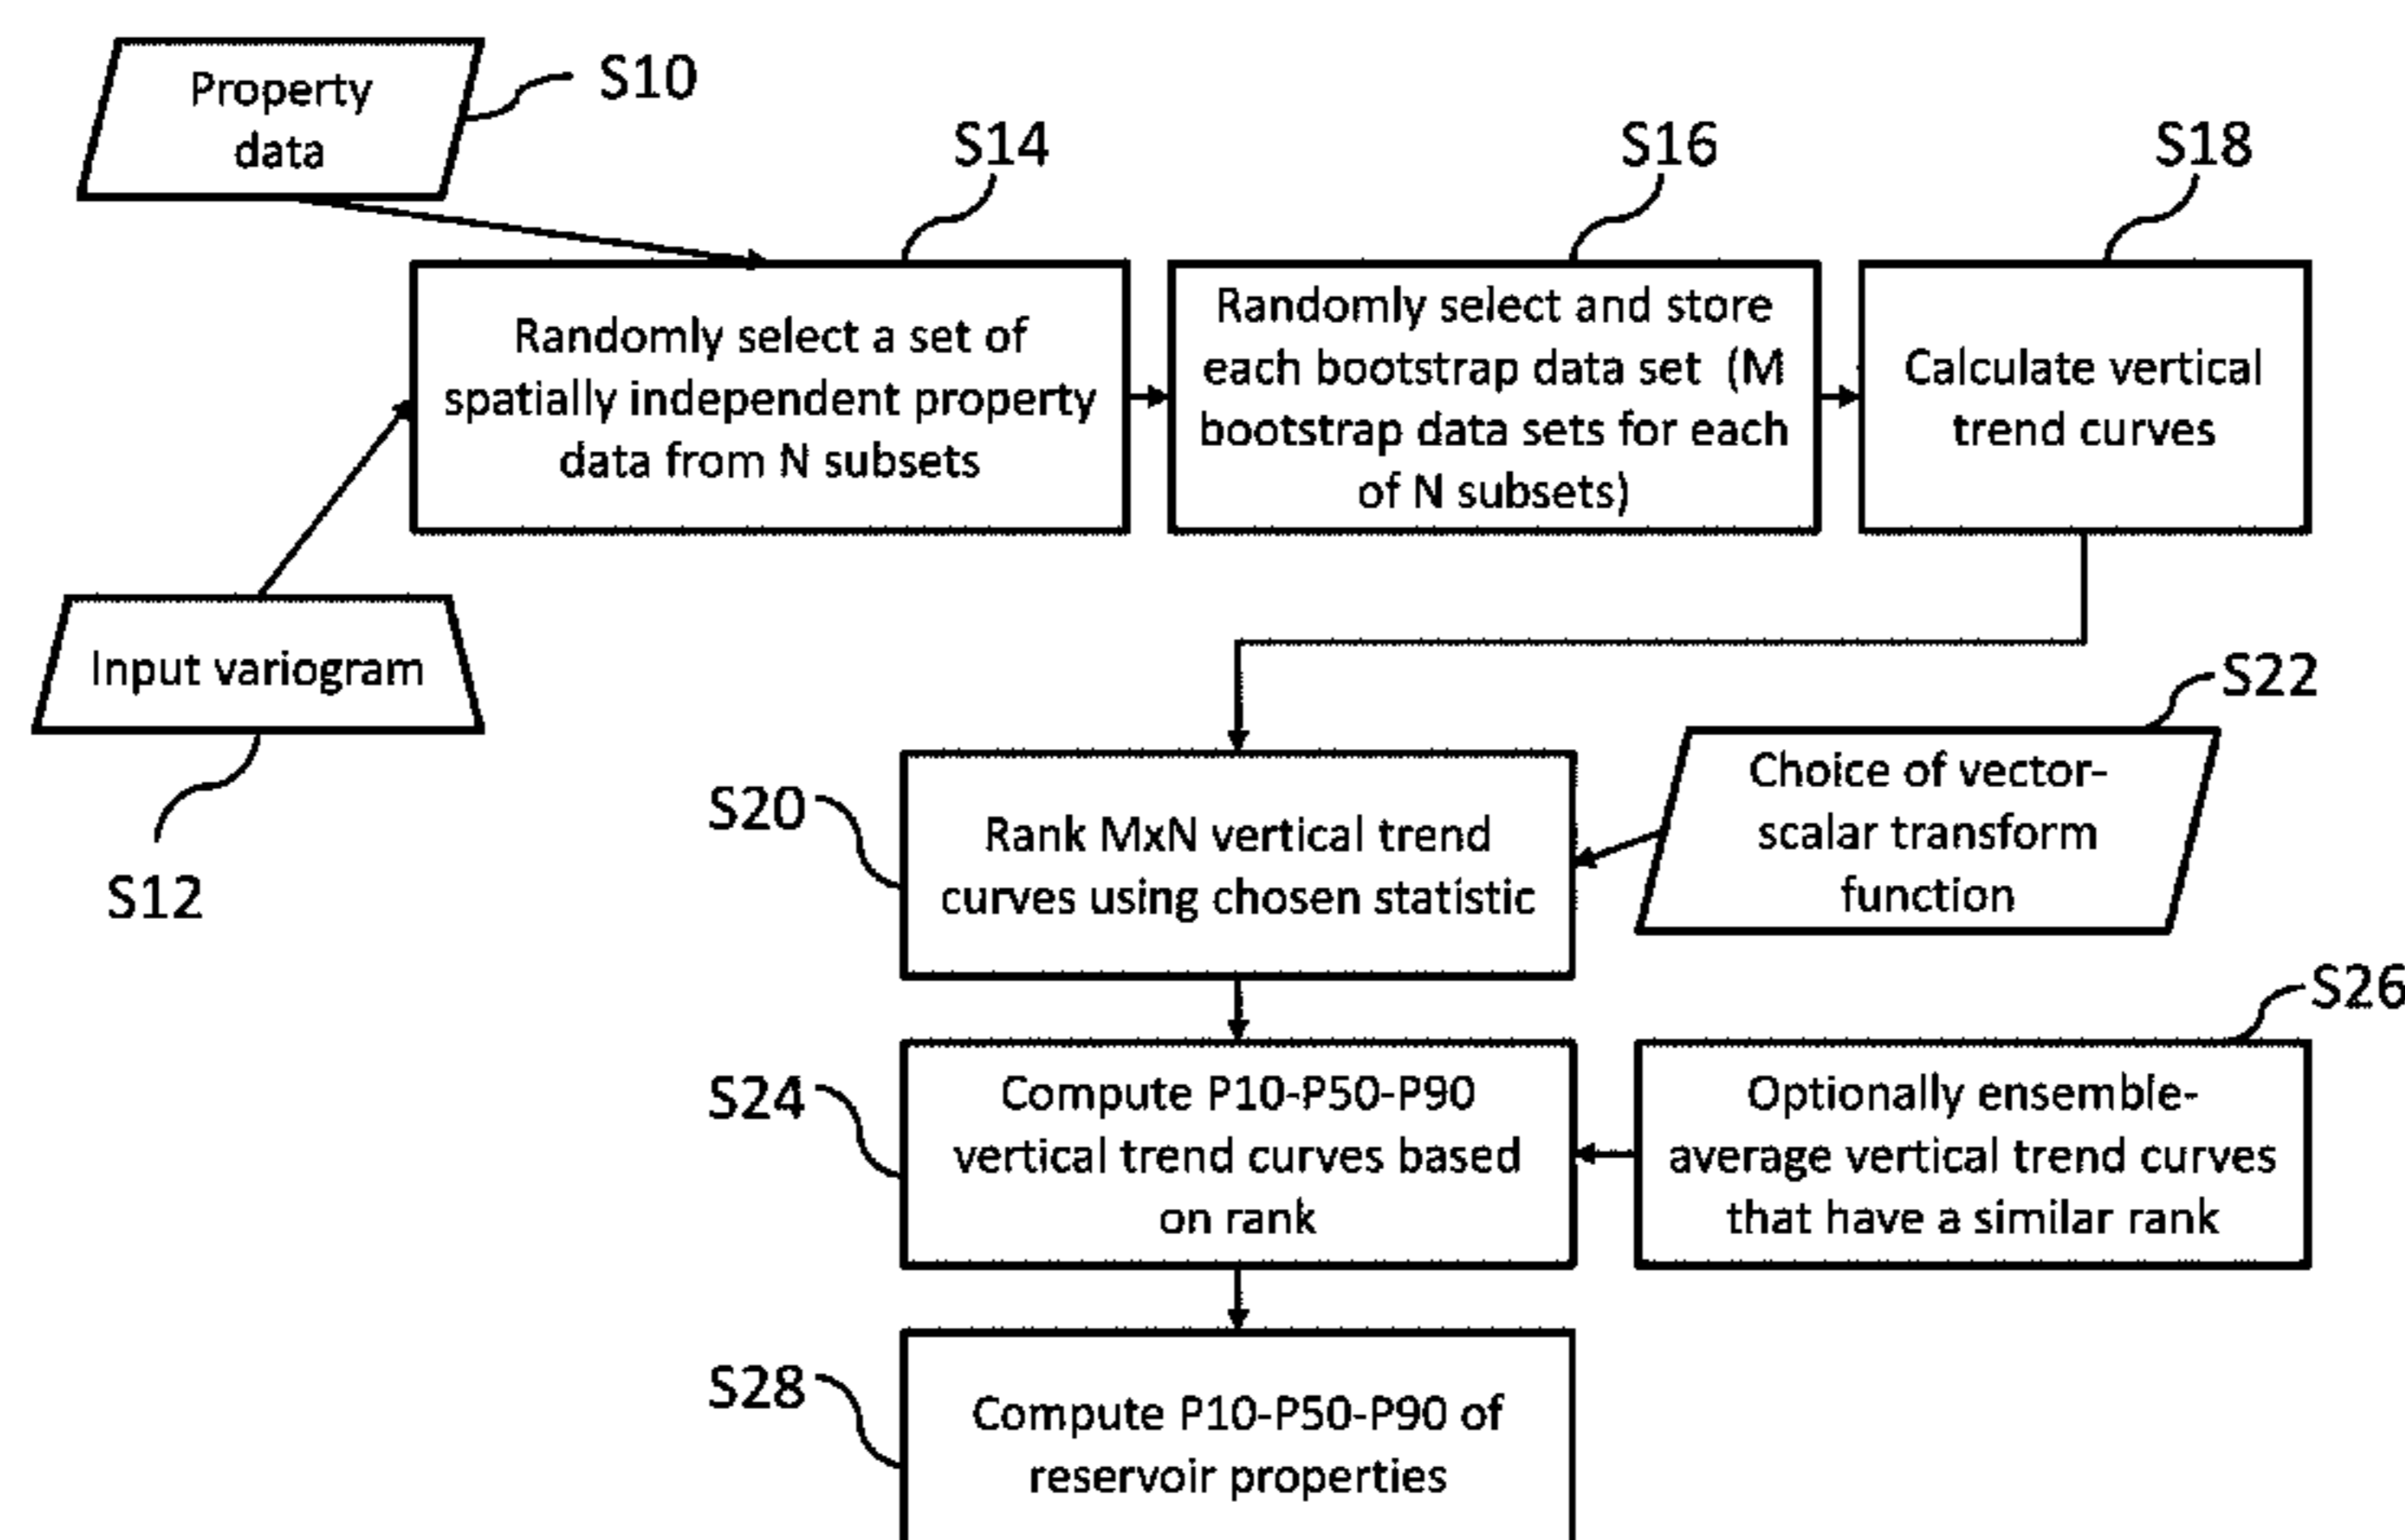 Property
data
S10
S14
S16
S18
Randomly select a set of
spatially independent property
data from N subsets
Randomly select and store
each bootstrap data set (M
bootstrap data sets for each
of N subsets)
Calculate vertical
trend curves
Input variogram
S12
S22
S20
Rank MxN vertical trend
curves using chosen statistic
Choice of vector-
scalar transform
function
S26
S24
Compute P10-P50-P90
vertical trend curves based
on rank
Optionally ensemble-
average vertical trend curves
that have a similar rank
S28
Compute P10-P50-P90 of
reservoir properties